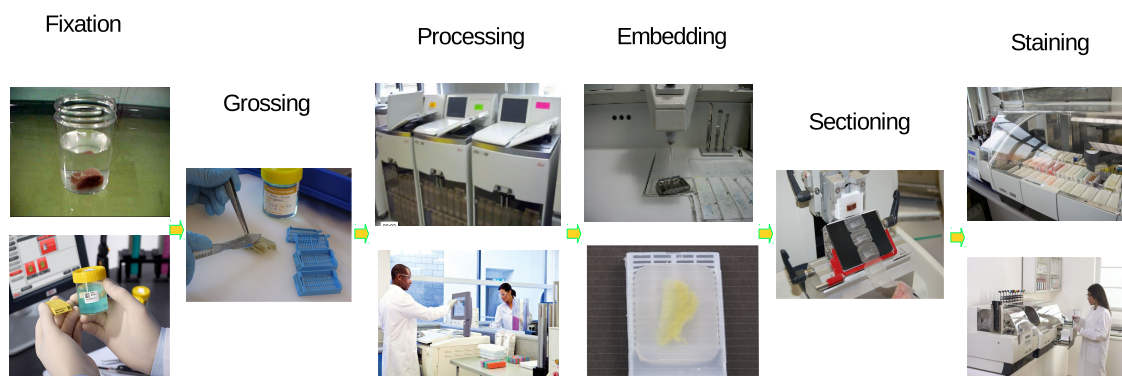 Fixation
Grossing
Processing
Embedding
Sectioning
Staining